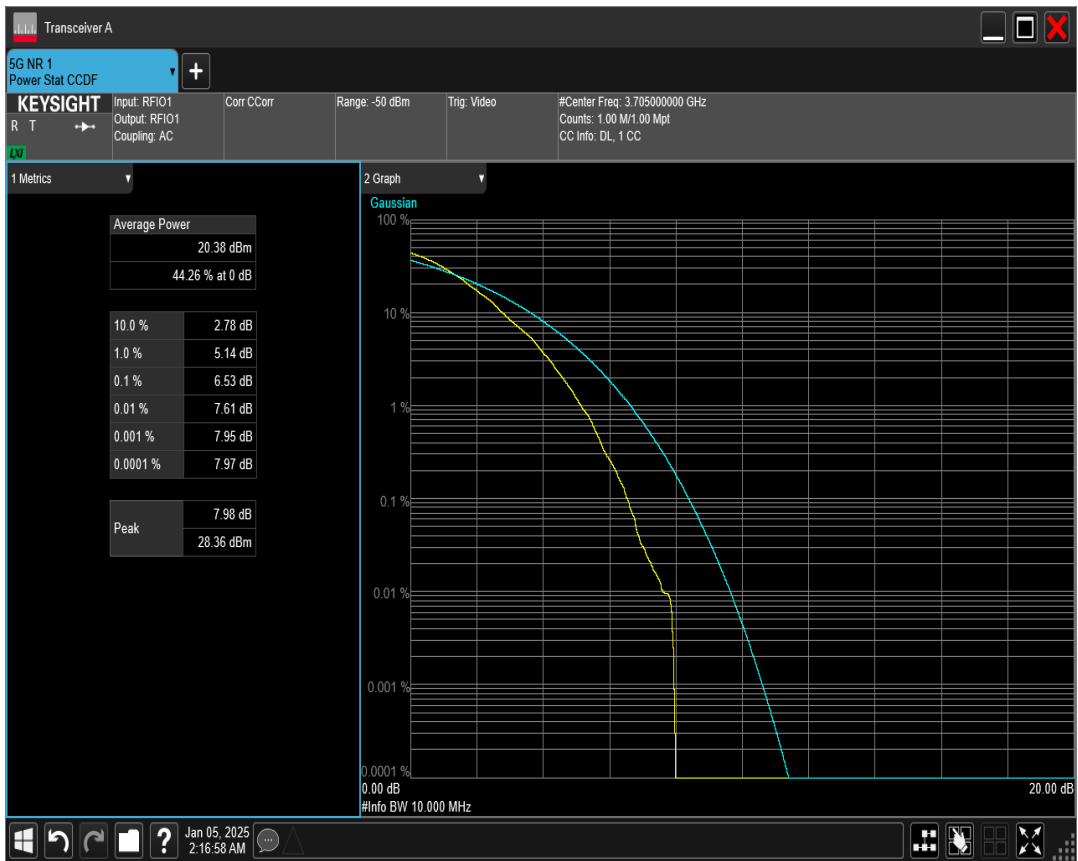 Transceiver A
5G NR 1
Power Stat CCDF
KEYSIGHT
R T
LXI
Input: RFIO1
Output: RFIO1
Coupling: AC
Corr CCorr
Range: -50 dBm
Trig: Video
#Center Freq: 3.705000000 GHz
Counts: 1.00 M/1.00 Mpt
CC Info: DL, 1 CC
1 Metrics
Average Power
20.38 dBm
44.26 % at 0 dB
10.0 % 2.78 dB
1.0 % 5.14 dB
0.1 % 6.53 dB
0.01 % 7.61 dB
0.001 % 7.95 dB
0.0001 % 7.97 dB
Peak
7.98 dB
28.36 dBm
2 Graph
Gaussian
100 %
10 %
1 %
0.1 %
0.01 %
0.001 %
0.0001 %
0.00 dB 20.00 dB
#Info BW 10.000 MHz
?
Jan 05, 2025
2:16:58 AM